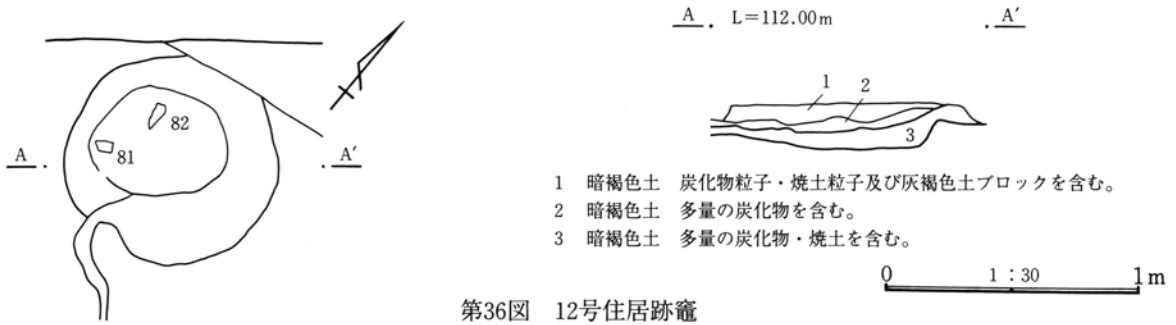 A . L=112.00m . A′
82
81
A . . A′
1 2
3
1 暗褐色土 炭化物粒子・焼土粒子及び灰褐色土ブロックを含む。
2 暗褐色土 多量の炭化物を含む。
3 暗褐色土 多量の炭化物・焼土を含む。
0 1:30 1m
第36図 12号住居跡竈